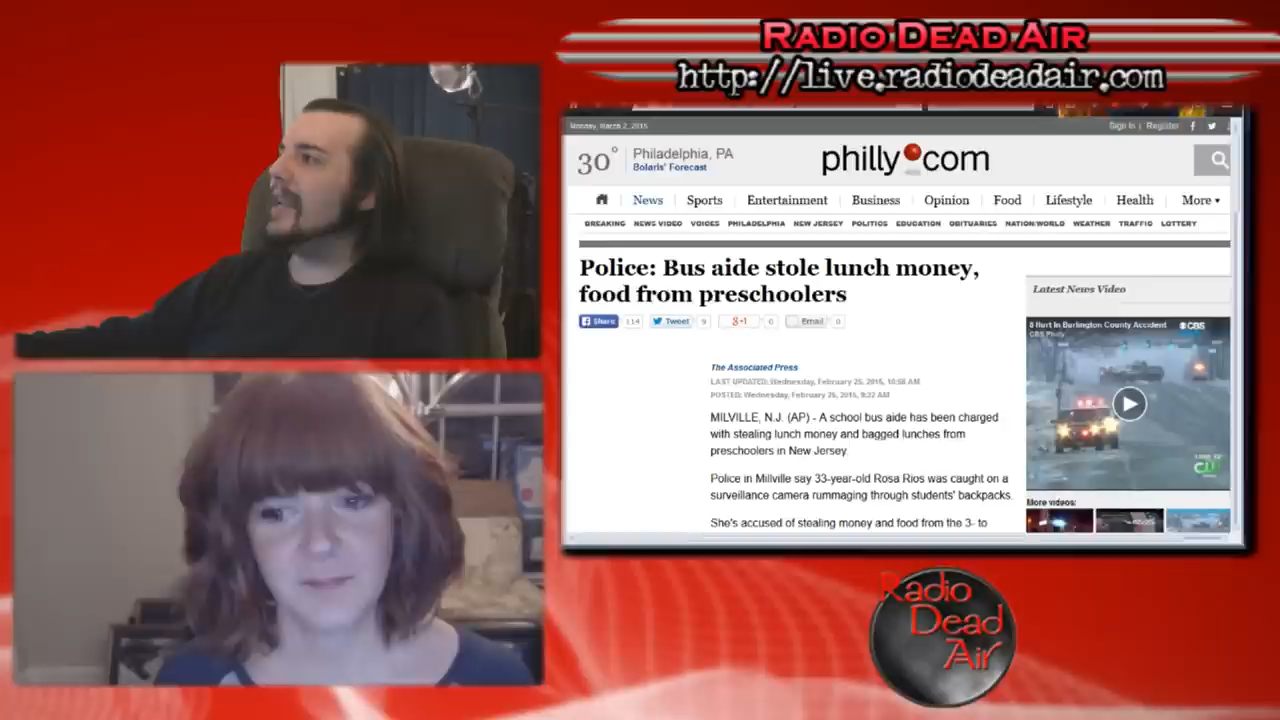 RADIO DEAD AIR
http://live.radiodeadair.com
Monday, March 2, 2015
Sign In | Register
30°
Philadelphia, PA
Bolaris' Forecast
philly.com
News Sports Entertainment Business Opinion Food Lifestyle Health More ▾
BREAKING NEWS VIDEO VOICES PHILADELPHIA NEW JERSEY POLITICS EDUCATION OBITUARIES NATION/WORLD WEATHER TRAFFIC LOTTERY
Police: Bus aide stole lunch money,
food from preschoolers
Share 114 Tweet 9 g+1 0 Email 0
Latest News Video
8 Hurt In Burlington County Accident
CBS Philly
CBS
The Associated Press
LAST UPDATED: Wednesday, February 25, 2015, 10:58 AM
POSTED: Wednesday, February 25, 2015, 9:22 AM
MILVILLE, N.J. (AP) - A school bus aide has been charged
with stealing lunch money and bagged lunches from
preschoolers in New Jersey.
Police in Millville say 33-year-old Rosa Rios was caught on a
surveillance camera rummaging through students' backpacks.
She's accused of stealing money and food from the 3- to
CW
More videos:
Radio
Dead
Air